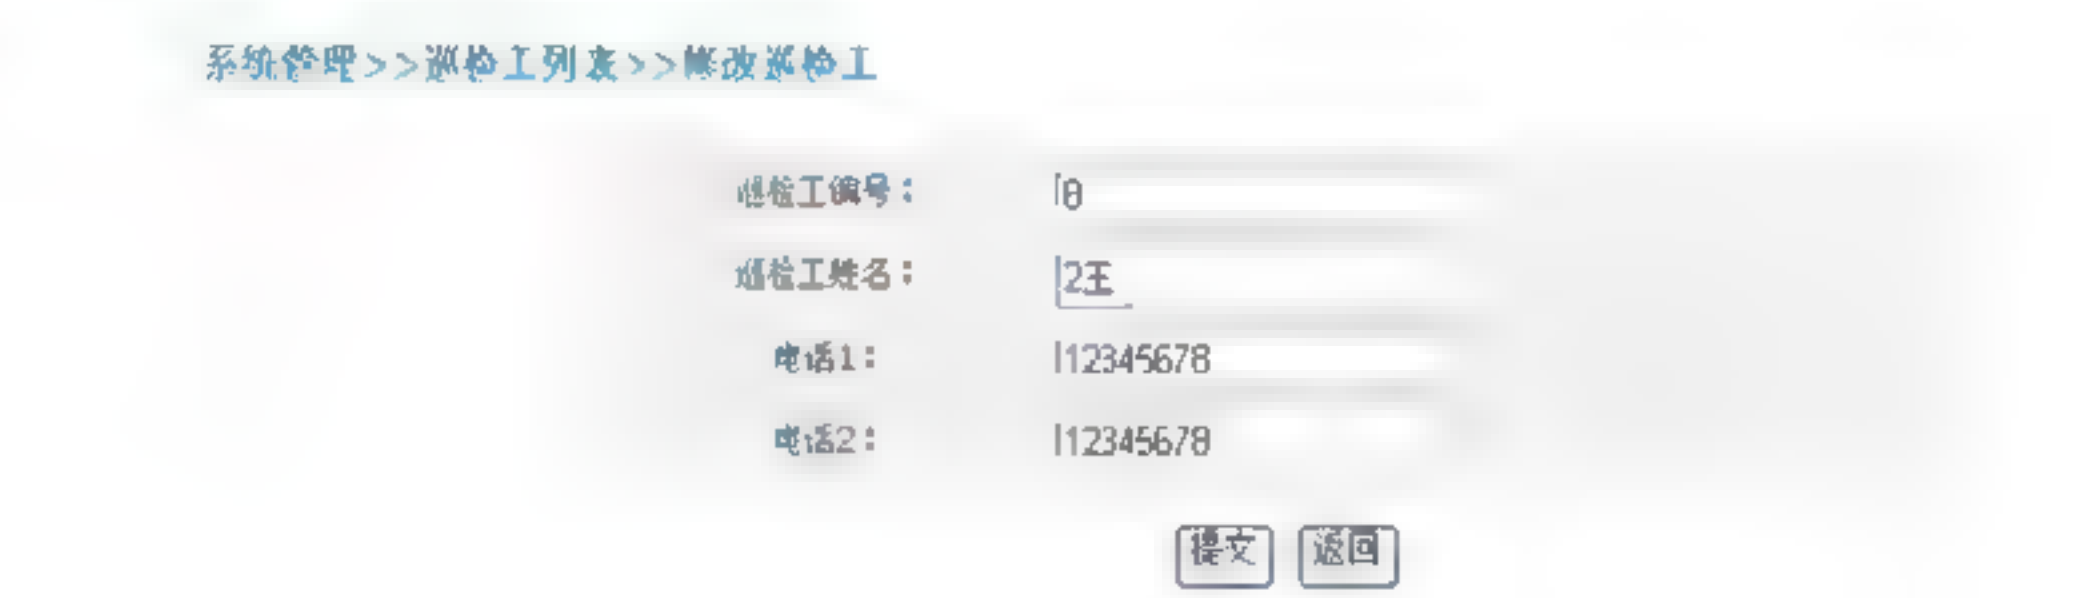 系统管理>>巡检工列表>>修改巡检工
巡检工编号：
巡检工姓名： 2王
电话1： 12345678
电话2： 12345678
提交 返回